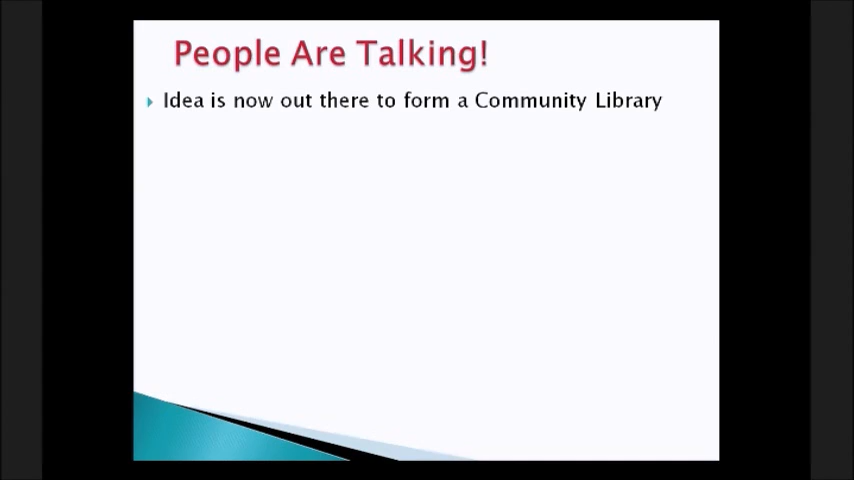 People Are Talking!
Idea is now out there to form a Community Library